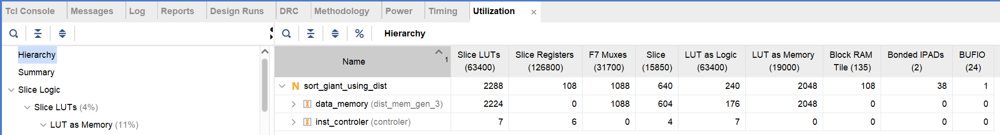 Tcl Console Messages Log Reports Design Runs DRC Methodology Power Timing Utilization ×
% Hierarchy
Hierarchy
Summary
Slice Logic
Slice LUTs (4%)
LUT as Memory (11%)
Name 1 Slice LUTs (63400) Slice Registers (126800) F7 Muxes (31700) Slice (15850) LUT as Logic (63400) LUT as Memory (19000) Block RAM Tile (135) Bonded IPADs (2) BUFIO (24)
N sort_giant_using_dist 2288 108 1088 640 240 2048 108 38 1
I data_memory (dist_mem_gen_3) 2224 0 1088 604 176 2048 0 0 0
I inst_controler (controler) 7 6 0 4 7 0 0 0 0